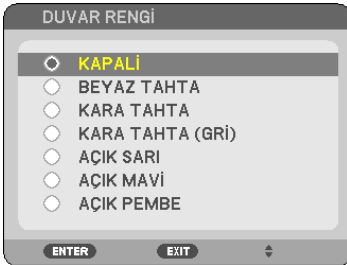 DUVAR RENGİ
KAPALI
BEYAZ TAHTA
KARA TAHTA
KARA TAHTA (GRİ)
AÇIK SARI
AÇIK MAVİ
AÇIK PEMBE
ENTER EXIT